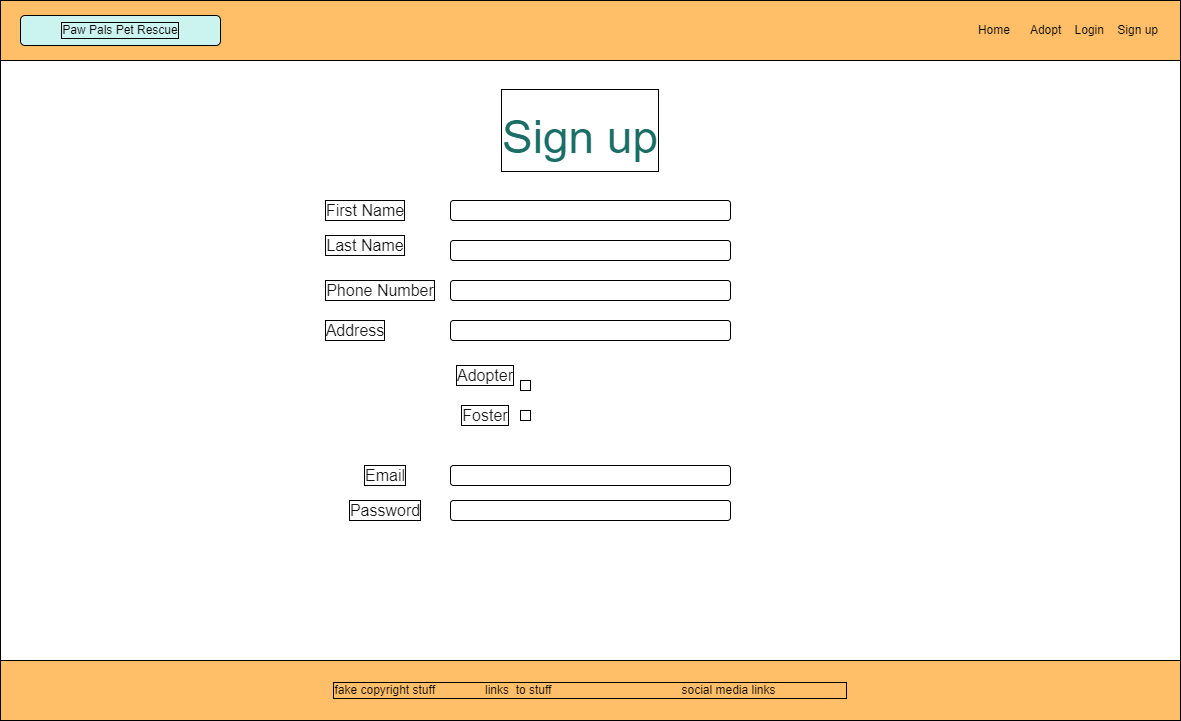 Paw Pals Pet Rescue
Home Adopt Login Sign up
Sign up
First Name
Last Name
Phone Number
Address
Adopter
Foster
Email
Password
fake copyright stuff links to stuff social media links